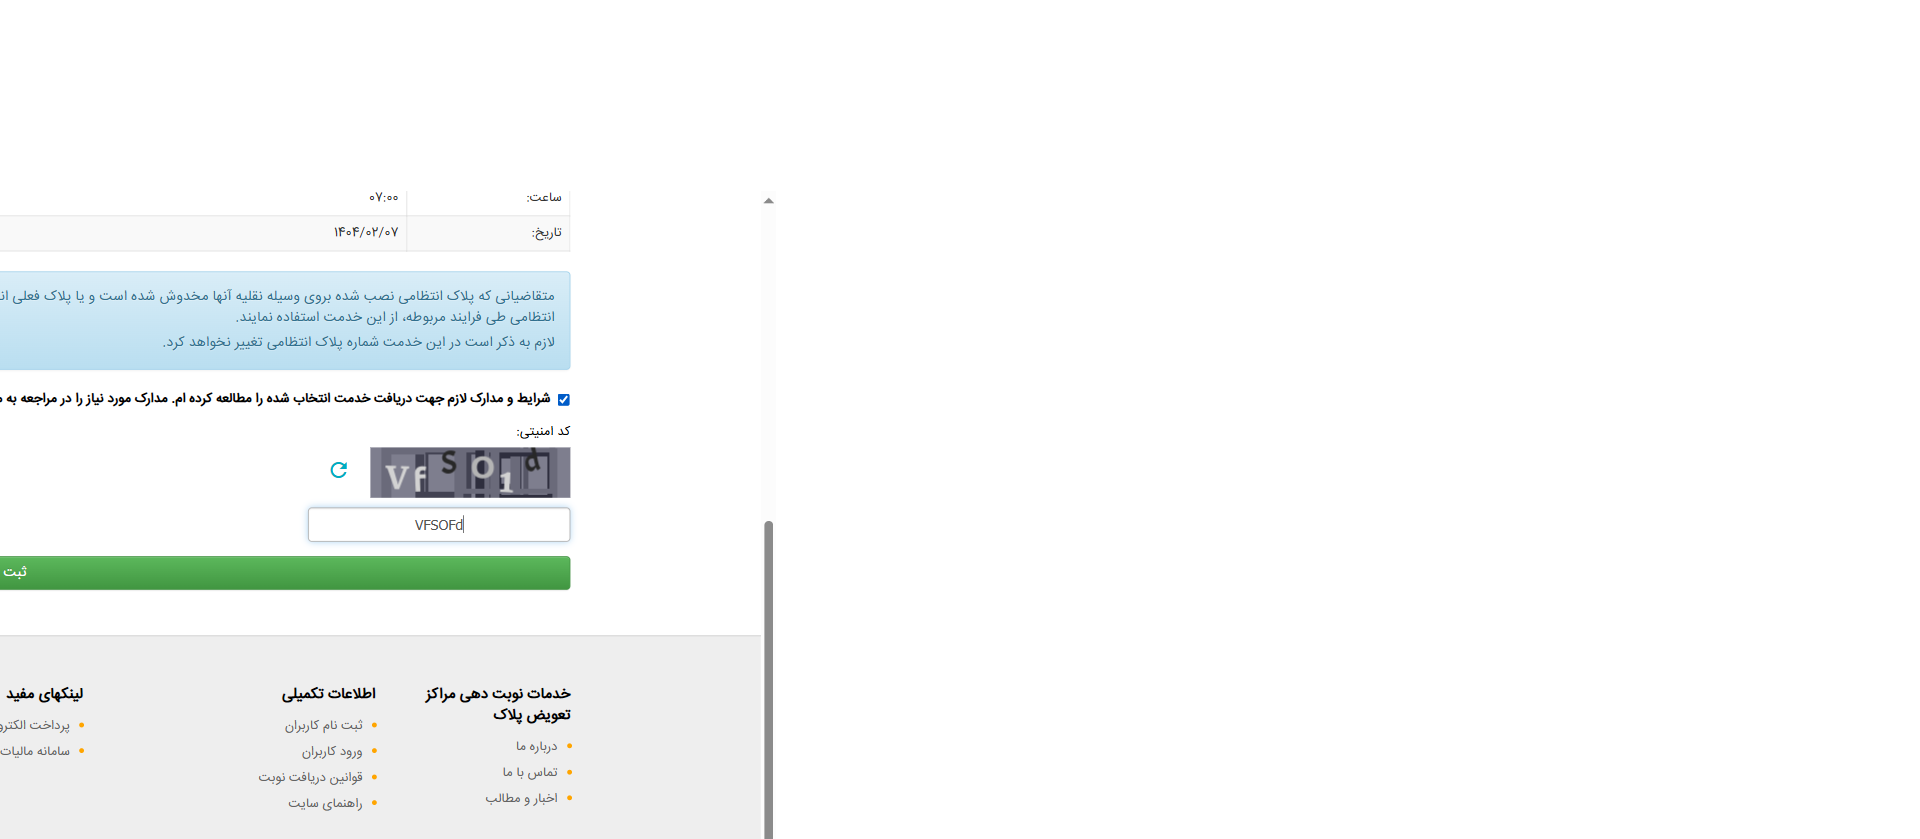 ساعت: ۰۷:۰۰
تاریخ: ۱۴۰۴/۰۲/۰۷
متقاضیانی که پلاک انتظامی نصب شده بروی وسیله نقلیه آنها مخدوش شده است و یا پلاک فعلی
انتظامی طی فرایند مربوطه، از این خدمت استفاده نمایند.
لازم به ذکر است در این خدمت شماره پلاک انتظامی تغییر نخواهد کرد.
شرایط و مدارک لازم جهت دریافت خدمت انتخاب شده را مطالعه کرده ام. مدارک مورد نیاز را در مراجعه به
کد امنیتی:
VfSO1d
VFSOFd
ثبت
خدمات نوبت دهی مراکز
تعویض پلاک
درباره ما
تماس با ما
اخبار و مطالب
اطلاعات تکمیلی
ثبت نام کاربران
ورود کاربران
قوانین دریافت نوبت
راهنمای سایت
لینکهای مفید
پرداخت
سامانه مالیات